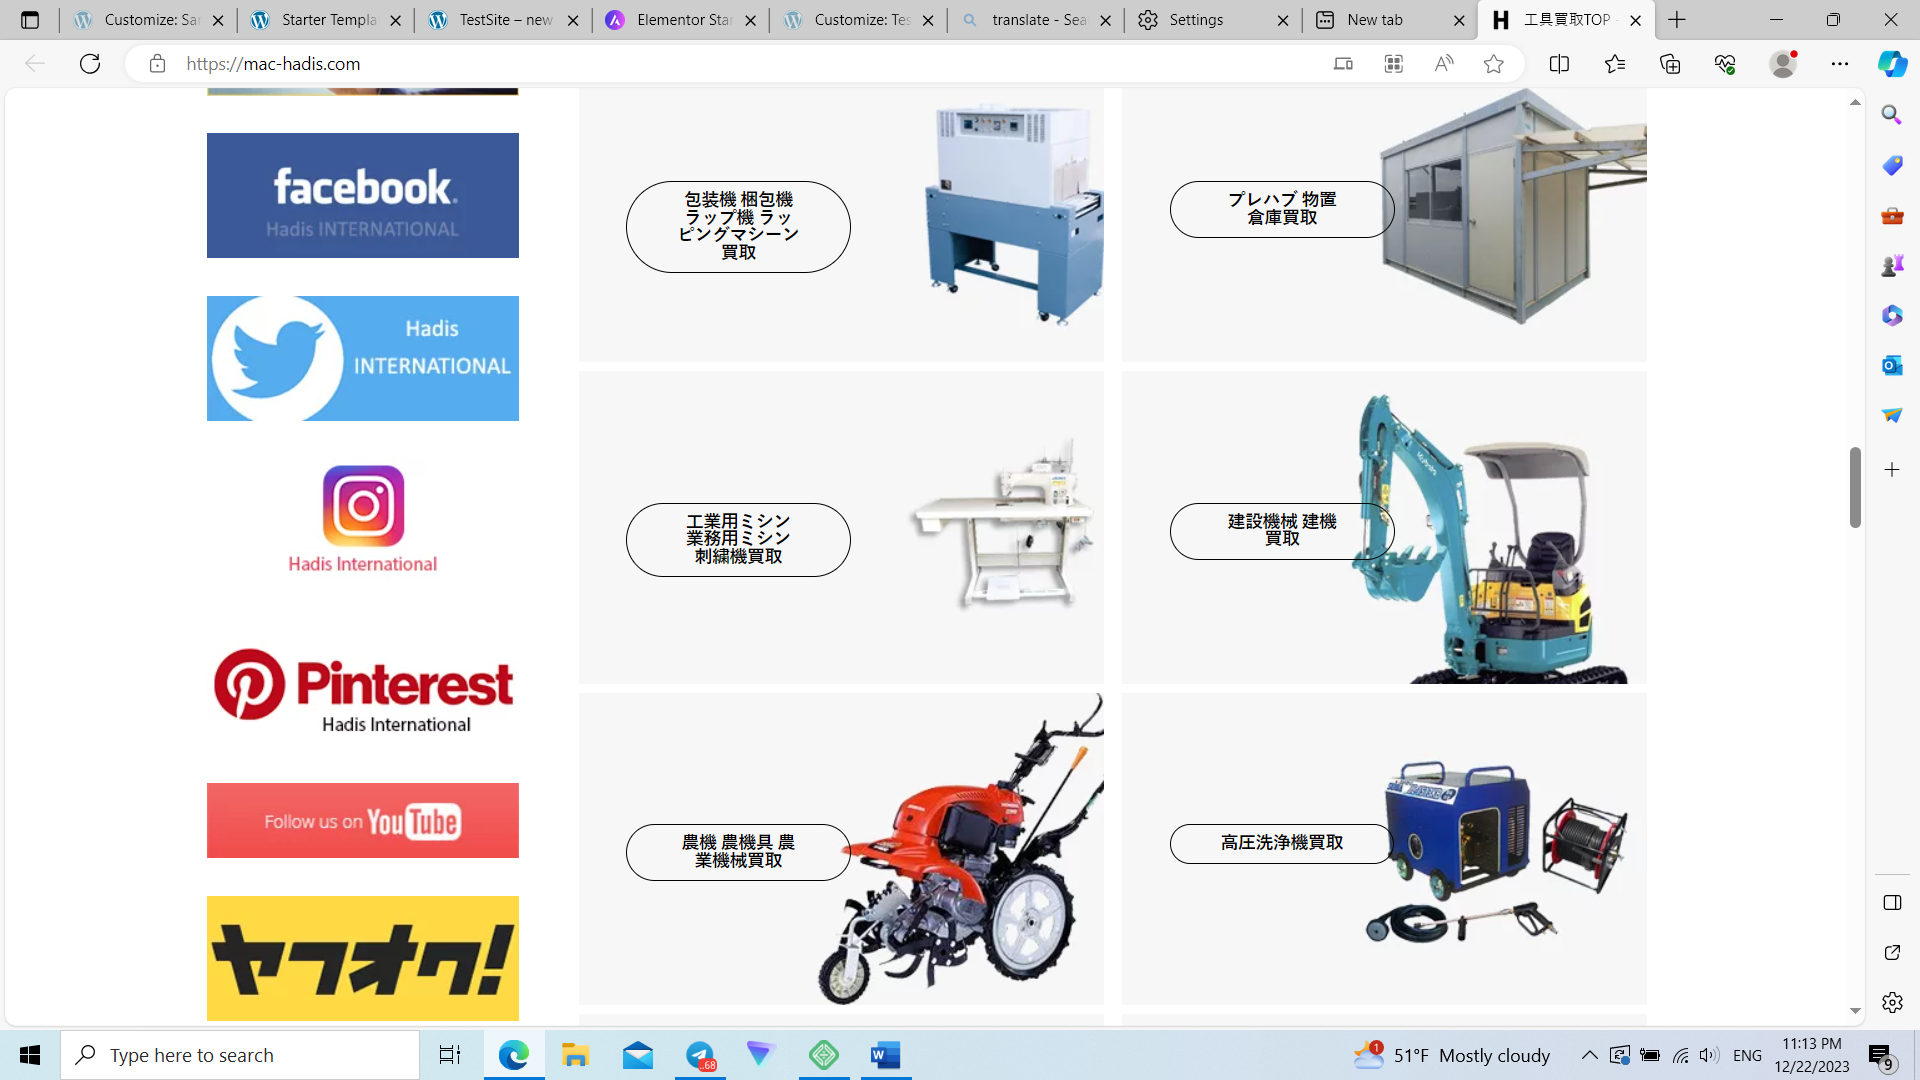 Customize: Sar
Starter Templa
TestSite – new
Elementor Star
Customize: Tes
translate - Sea
Settings
New tab
工具買取TOP
https://mac-hadis.com
facebook.
Hadis INTERNATIONAL
Hadis
INTERNATIONAL
Hadis International
Pinterest
Hadis International
Follow us on YouTube
ヤフオク!
包装機 梱包機
ラップ機 ラッ
ピングマシーン
買取
プレハブ 物置
倉庫買取
工業用ミシン
業務用ミシン
刺繍機買取
建設機械 建機
買取
Kubota
農機 農機具 農
業機械買取
高圧洗浄機買取
Type here to search
..68
1
51°F Mostly cloudy
ENG
11:13 PM
12/22/2023
9